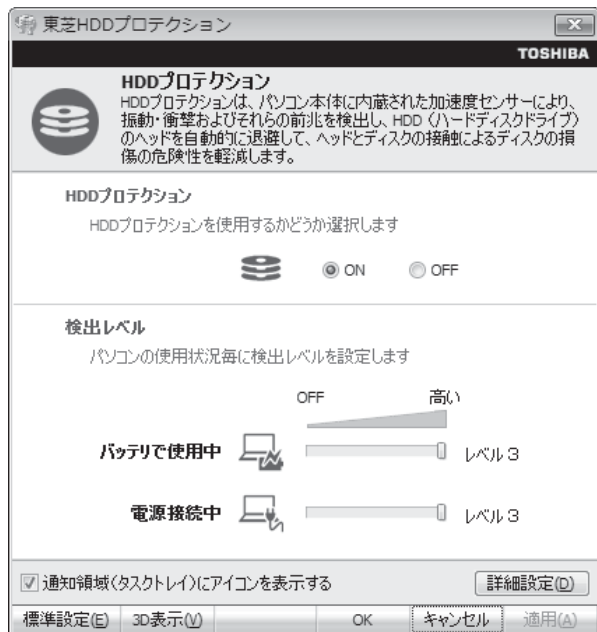 東芝HDDプロテクション
TOSHIBA
HDDプロテクション
HDDプロテクションは、パソコン本体に内蔵された加速度センサーにより、
振動・衝撃およびそれらの前兆を検出し、HDD (ハードディスクドライブ)
のヘッドを自動的に退避して、ヘッドとディスクの接触によるディスクの損
傷の危険性を軽減します。
HDDプロテクション
HDDプロテクションを使用するかどうか選択します
ON OFF
検出レベル
パソコンの使用状況毎に検出レベルを設定します
OFF 高い
バッテリで使用中 レベル 3
電源接続中 レベル 3
通知領域(タスクトレイ)にアイコンを表示する 詳細設定(D)
標準設定(E) 3D表示(V) OK キャンセル 適用(A)